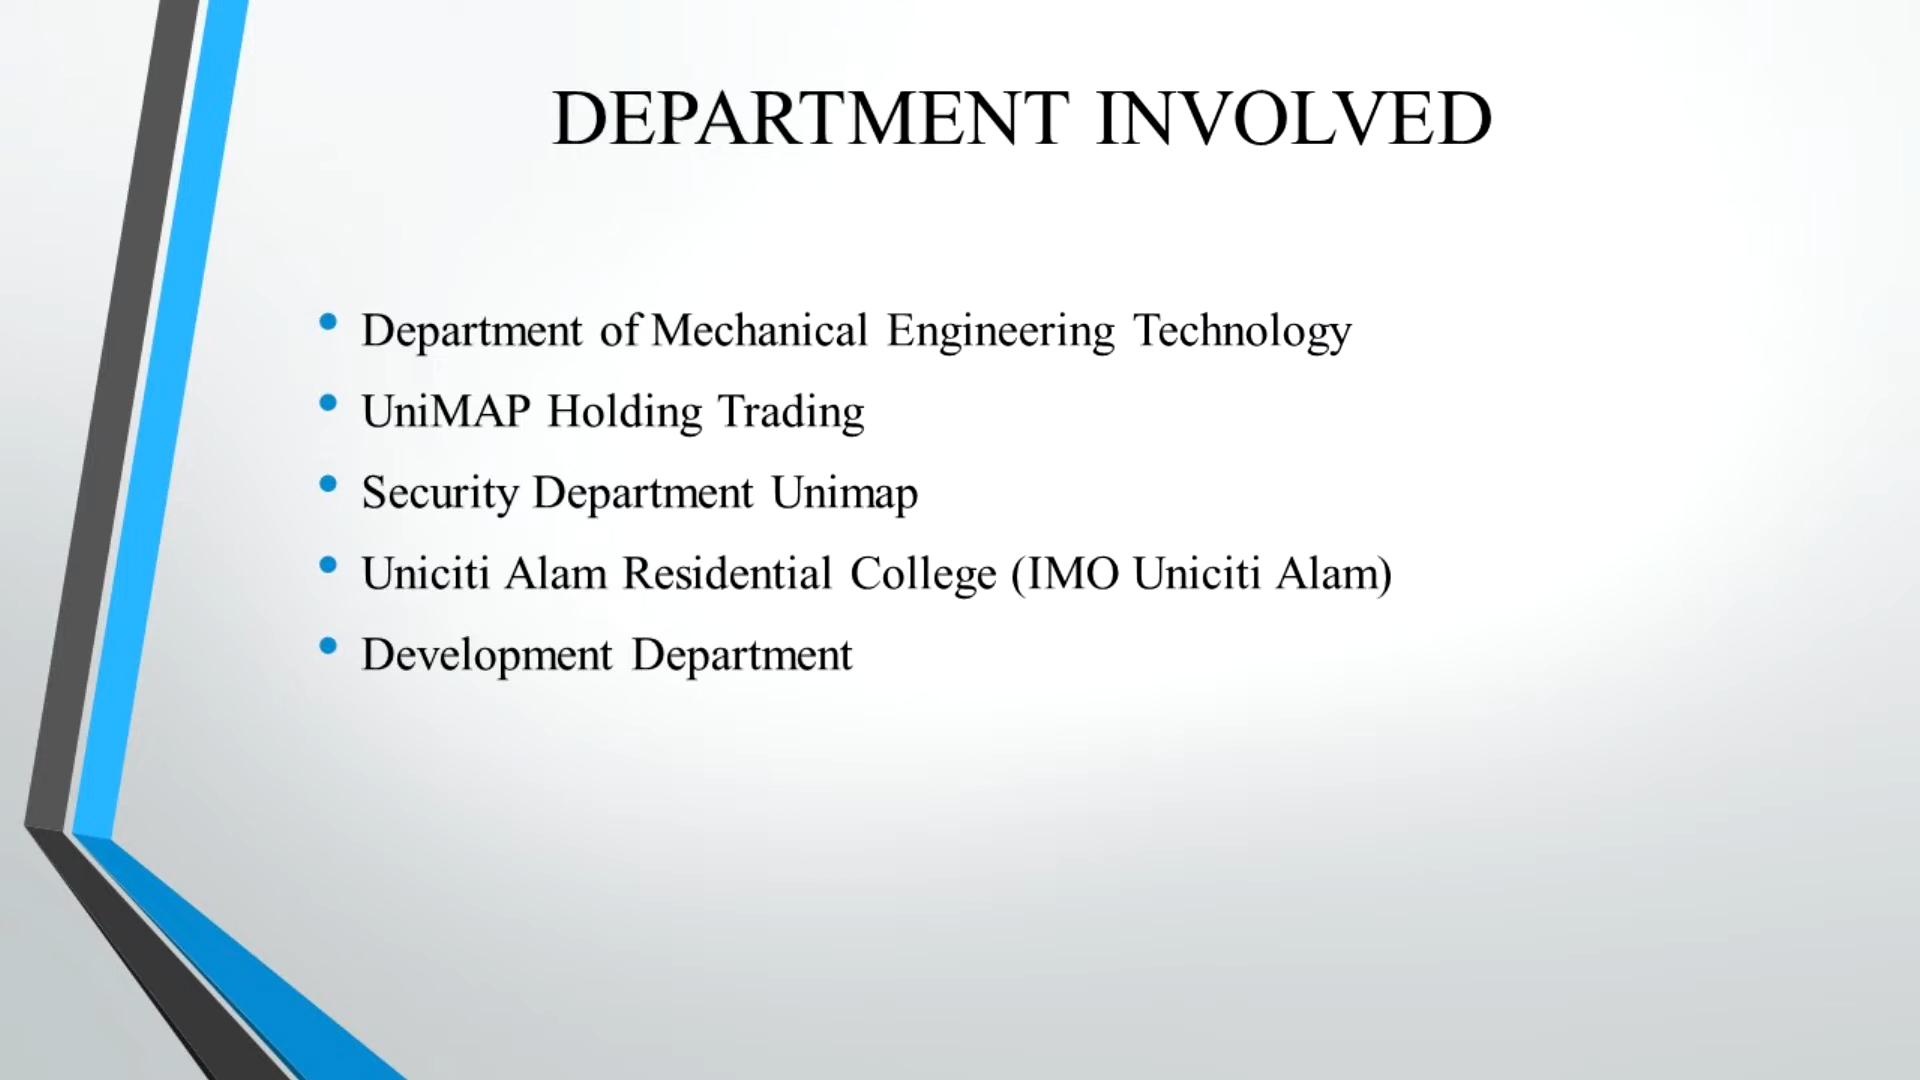 DEPARTMENT INVOLVED
• Department of Mechanical Engineering Technology
• UniMAP Holding Trading
• Security Department Unimap
• Uniciti Alam Residential College (IMO Uniciti Alam)
• Development Department